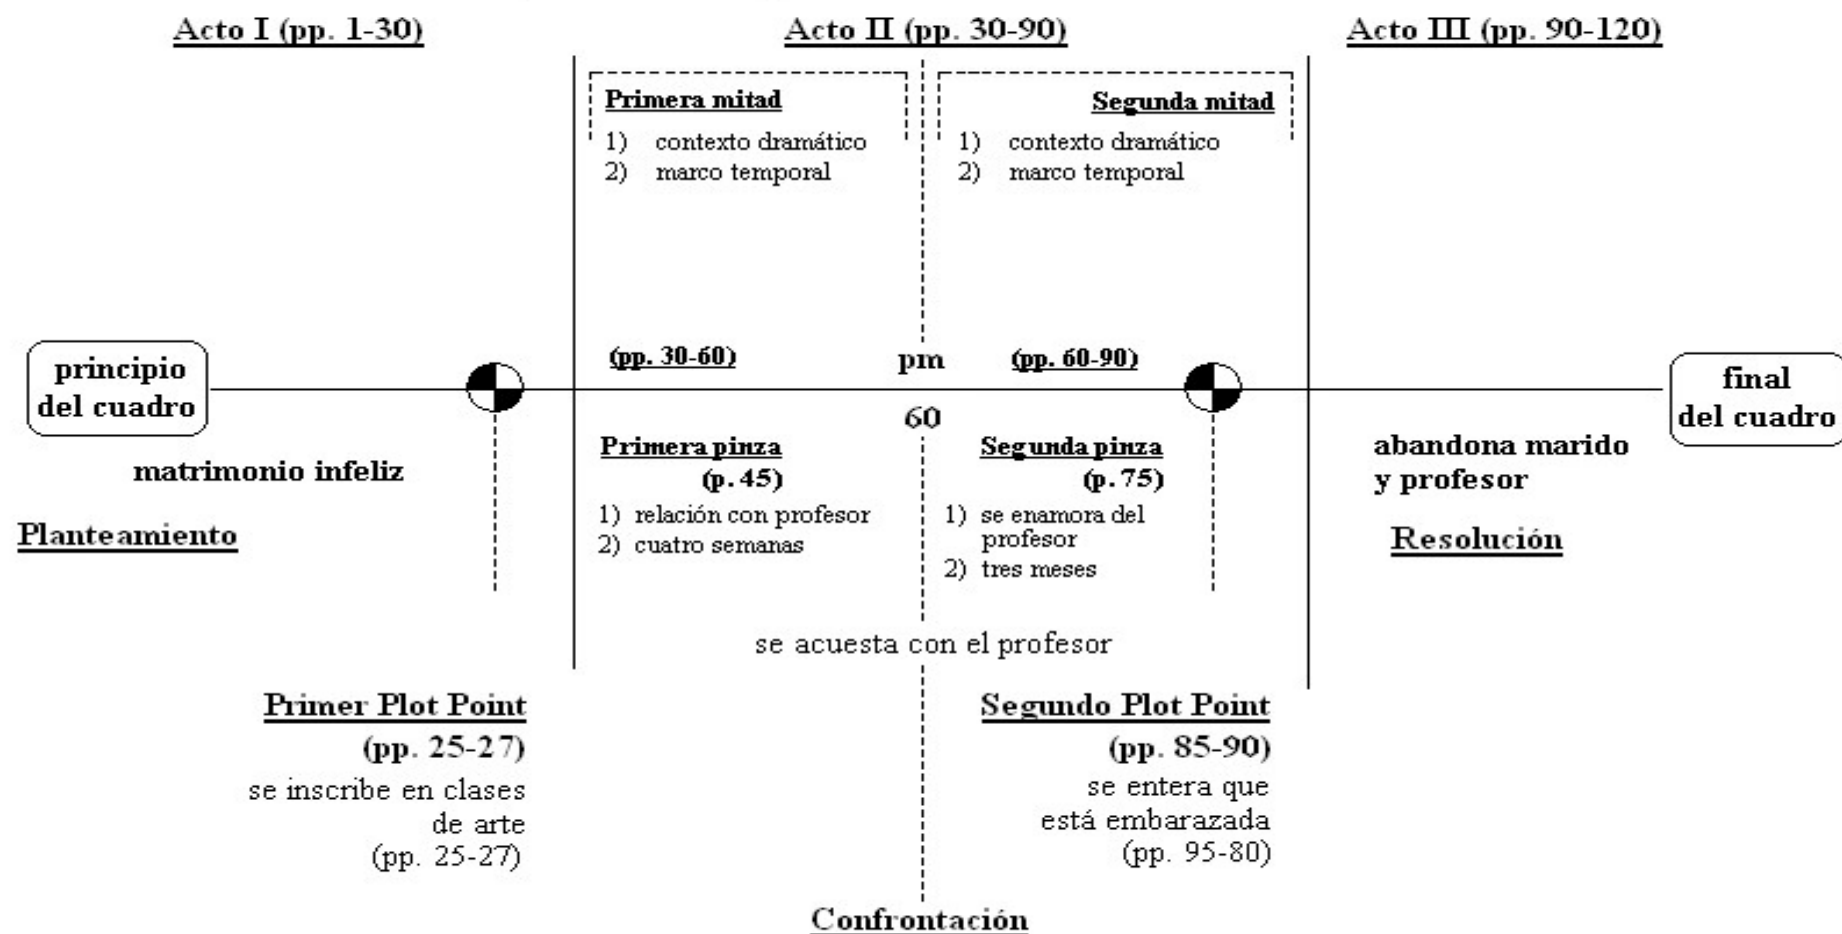 Acto I (pp. 1-30)
Acto II (pp. 30-90)
Acto III (pp. 90-120)
Primera mitad
1) contexto dramático
2) marco temporal
Segunda mitad
1) contexto dramático
2) marco temporal
principio
del cuadro
(pp. 30-60)
pm
(pp. 60-90)
final
del cuadro
60
matrimonio infeliz
Planteamiento
Primera pinza
(p. 45)
1) relación con profesor
2) cuatro semanas
Segunda pinza
(p. 75)
1) se enamora del
profesor
2) tres meses
abandona marido
y profesor
Resolución
se acuesta con el profesor
Primer Plot Point
(pp. 25-27)
se inscribe en clases
de arte
(pp. 25-27)
Segundo Plot Point
(pp. 85-90)
se entera que
está embarazada
(pp. 95-80)
Confrontación